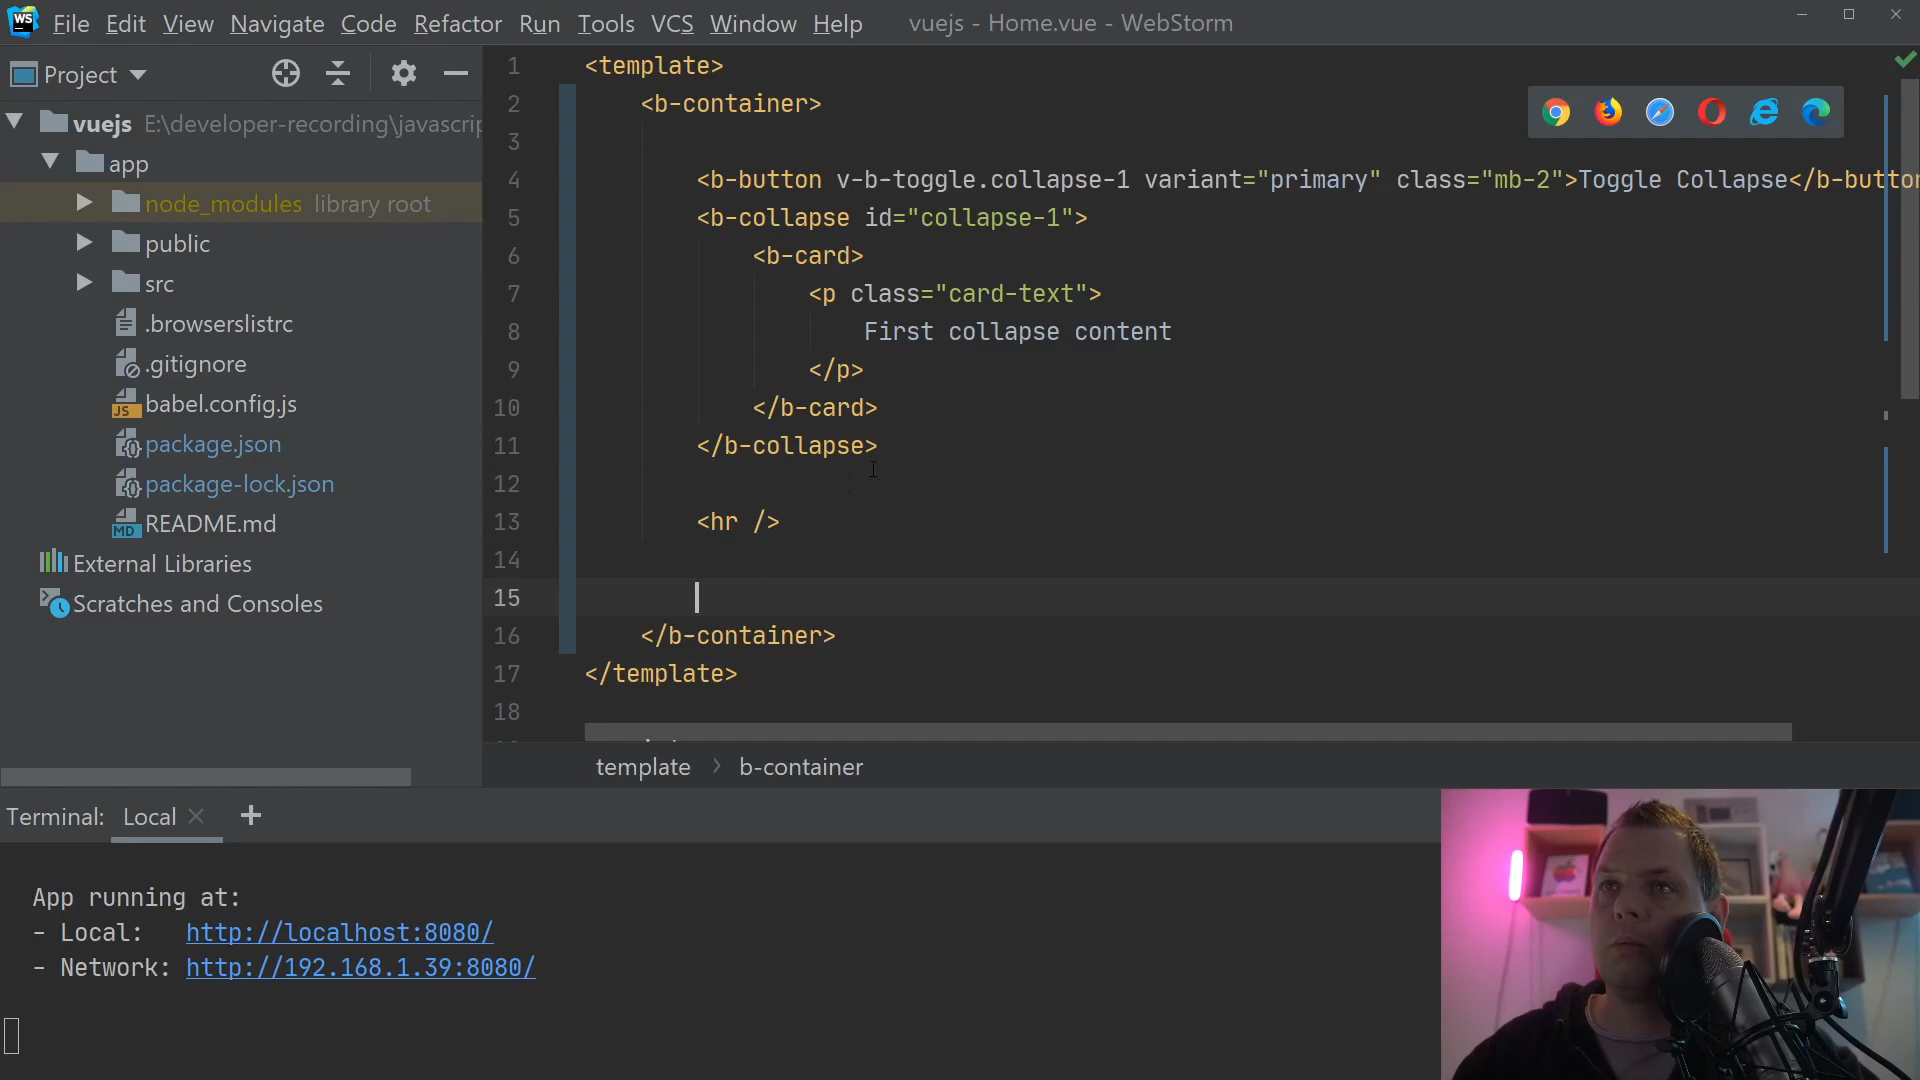 WS File Edit View Navigate Code Refactor Run Tools VCS Window Help vuejs - Home.vue - WebStorm
Project
vuejs E:\developer-recording\javascrip
app
node_modules library root
public
src
.browserslistrc
.gitignore
JS babel.config.js
package.json
package-lock.json
MD README.md
External Libraries
Scratches and Consoles
1 <template>
2 <b-container>
3
4 <b-button v-b-toggle.collapse-1 variant="primary" class="mb-2">Toggle Collapse</b-button
5 <b-collapse id="collapse-1">
6 <b-card>
7 <p class="card-text">
8 First collapse content
9 </p>
10 </b-card>
11 </b-collapse>
12
13 <hr />
14
15
16 </b-container>
17 </template>
18
template > b-container
Terminal: Local × +
App running at:
- Local: http://localhost:8080/
- Network: http://192.168.1.39:8080/